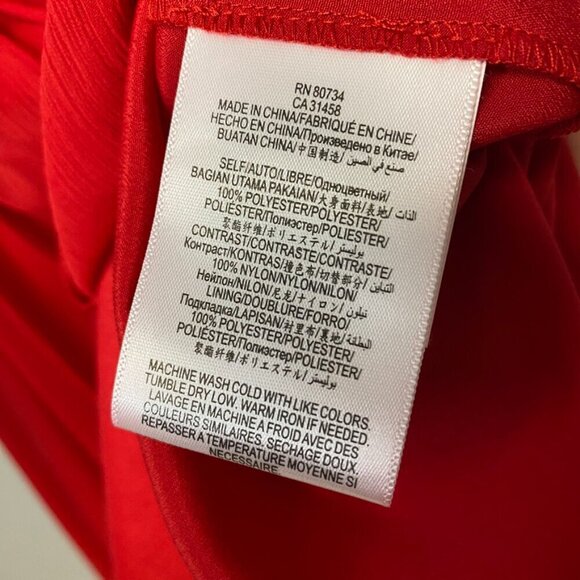 RN 80734
CA 31458
MADE IN CHINA/FABRIQUÉ EN CHINE/
HECHO EN CHINA/Произведено в Китае/
BUATAN CHINA/中国制造/صنع في الصين
SELF/AUTO/LIBRE/Одноцветный/
BAGIAN UTAMA PAKAIAN/大身面料/表地/الذات
100% POLYESTER/POLYESTER/
POLIÉSTER/Полиэстер/POLIESTER/
聚酯纤维/ポリエステル/بوليستر
CONTRAST/CONTRASTE/CONTRASTE/
Контраст/KONTRAS/撞色布/切替部分/التباين
100% NYLON/NYLON/NILON/
Нейлон/NILON/尼龙/ナイロン/نيلون
LINING/DOUBLURE/FORRO/
Подкладка/LAPISAN/衬里布/裏地/البطانة
100% POLYESTER/POLYESTER/
POLIÉSTER/Полиэстер/POLIESTER/
聚酯纤维/ポリエステル/بوليستر
MACHINE WASH COLD WITH LIKE COLORS.
TUMBLE DRY LOW. WARM IRON IF NEEDED.
LAVAGE EN MACHINE A FROID AVEC DES
COULEURS SIMILAIRES. SÉCHAGE DOUX.
REPASSER A TEMPÉRATURE MOYENNE SI
NÉCESSAIRE